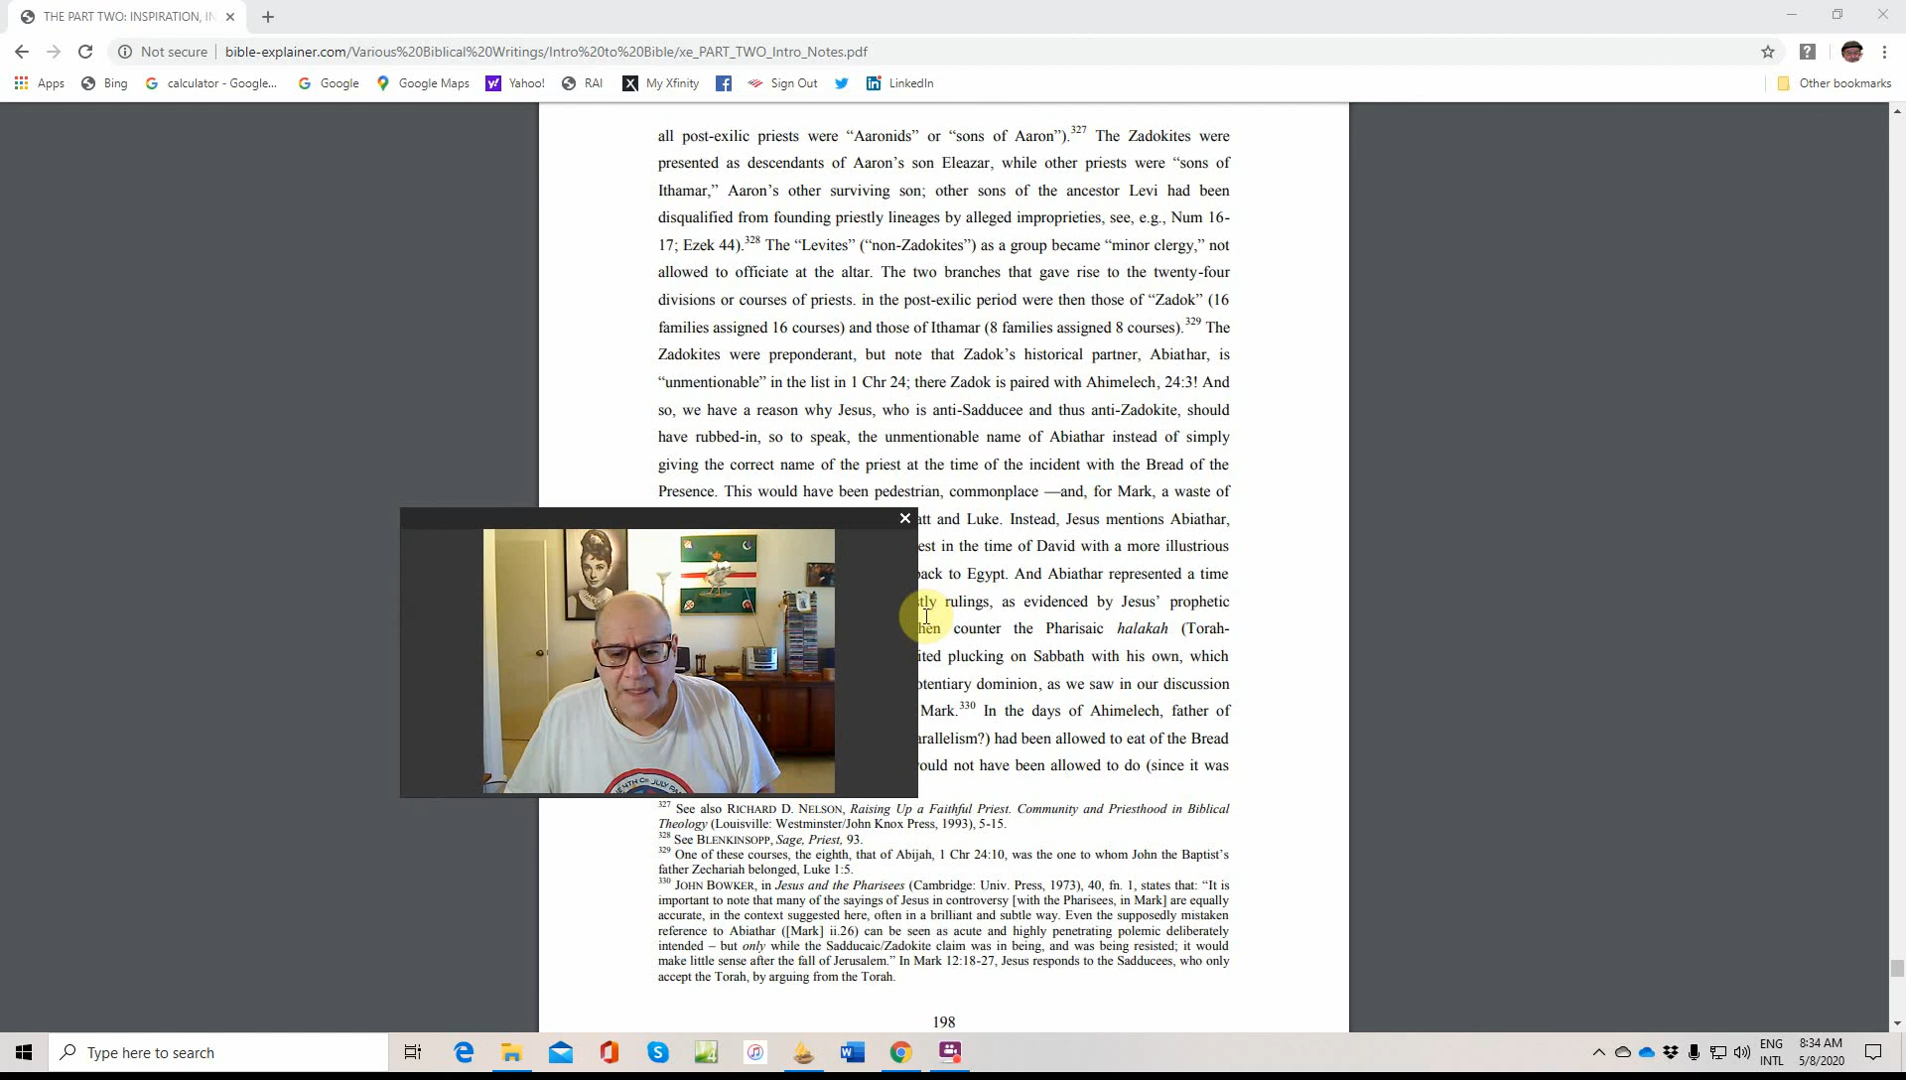 THE PART TWO: INSPIRATION, IN
Not secure
bible-explainer.com/Various%20Biblical%20Writings/Intro%20to%20Bible/xe_PART_TWO_Intro_Notes.pdf
Apps Bing calculator - Google... Google Google Maps Yahoo! RAI My Xfinity Sign Out LinkedIn Other bookmarks
all post-exilic priests were “Aaronids” or “sons of Aaron”).327 The Zadokites were
presented as descendants of Aaron’s son Eleazar, while other priests were “sons of
Ithamar,” Aaron’s other surviving son; other sons of the ancestor Levi had been
disqualified from founding priestly lineages by alleged improprieties, see, e.g., Num 16-
17; Ezek 44).328 The “Levites” (“non-Zadokites”) as a group became “minor clergy,” not
allowed to officiate at the altar. The two branches that gave rise to the twenty-four
divisions or courses of priests. in the post-exilic period were then those of “Zadok” (16
families assigned 16 courses) and those of Ithamar (8 families assigned 8 courses).329 The
Zadokites were preponderant, but note that Zadok’s historical partner, Abiathar, is
“unmentionable” in the list in 1 Chr 24; there Zadok is paired with Ahimelech, 24:3! And
so, we have a reason why Jesus, who is anti-Sadducee and thus anti-Zadokite, should
have rubbed-in, so to speak, the unmentionable name of Abiathar instead of simply
giving the correct name of the priest at the time of the incident with the Bread of the
Presence. This would have been pedestrian, commonplace —and, for Mark, a waste of
att and Luke. Instead, Jesus mentions Abiathar,
est in the time of David with a more illustrious
back to Egypt. And Abiathar represented a time
stly rulings, as evidenced by Jesus’ prophetic
hen counter the Pharisaic halakah (Torah-
ited plucking on Sabbath with his own, which
otentiary dominion, as we saw in our discussion
Mark.330 In the days of Ahimelech, father of
arallelism?) had been allowed to eat of the Bread
ould not have been allowed to do (since it was
327 See also RICHARD D. NELSON, Raising Up a Faithful Priest. Community and Priesthood in Biblical
Theology (Louisville: Westminster/John Knox Press, 1993), 5-15.
328 See BLENKINSOPP, Sage, Priest, 93.
329 One of these courses, the eighth, that of Abijah, 1 Chr 24:10, was the one to whom John the Baptist’s
father Zechariah belonged, Luke 1:5.
330 JOHN BOWKER, in Jesus and the Pharisees (Cambridge: Univ. Press, 1973), 40, fn. 1, states that: “It is
important to note that many of the sayings of Jesus in controversy [with the Pharisees, in Mark] are equally
accurate, in the context suggested here, often in a brilliant and subtle way. Even the supposedly mistaken
reference to Abiathar ([Mark] ii.26) can be seen as acute and highly penetrating polemic deliberately
intended – but only while the Sadducaic/Zadokite claim was in being, and was being resisted; it would
make little sense after the fall of Jerusalem.” In Mark 12:18-27, Jesus responds to the Sadducees, who only
accept the Torah, by arguing from the Torah.
198
Type here to search
ENG
INTL
8:34 AM
5/8/2020